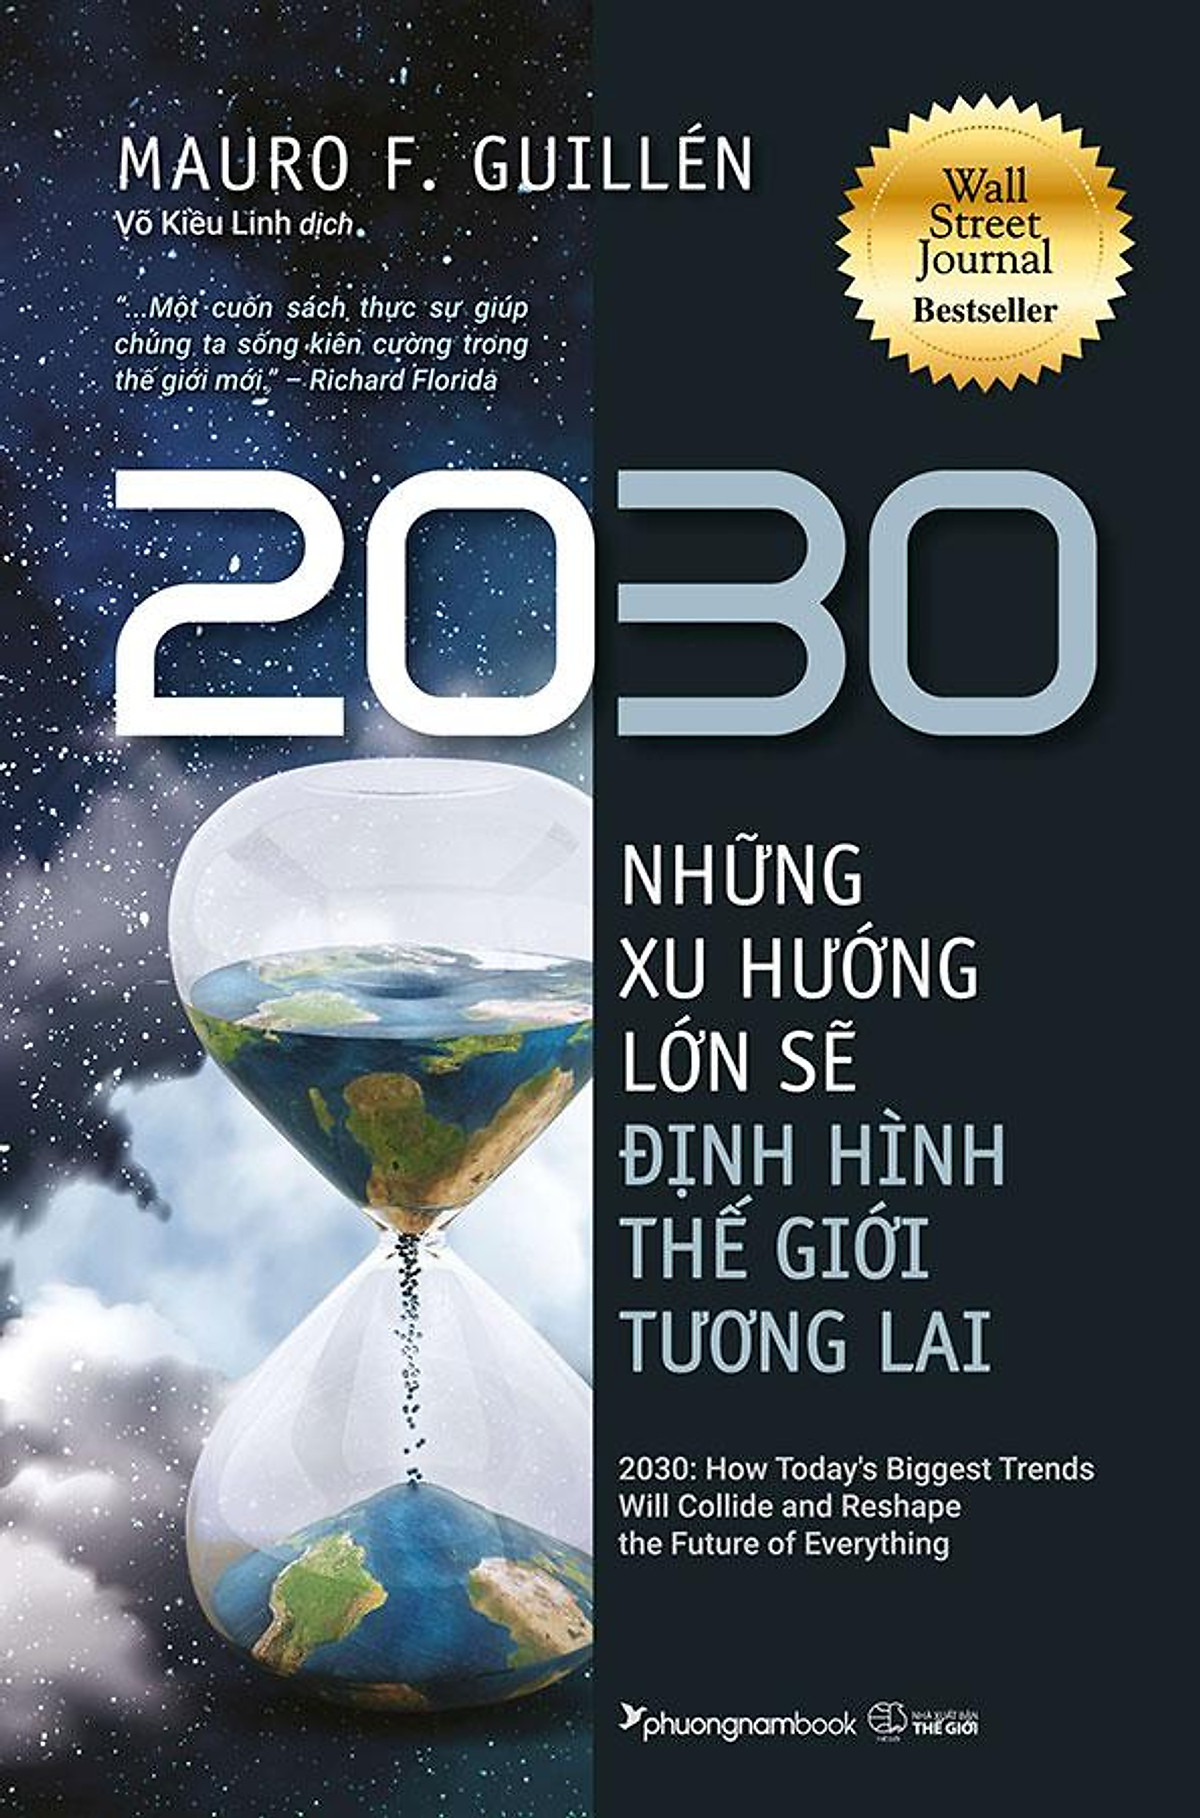 MAURO F. GUILLÉN
Võ Kiều Linh dịch
"...Một cuốn sách thực sự giúp
chúng ta sống kiên cường trong
thế giới mới." – Richard Florida
Wall
Street
Journal
Bestseller
2030
NHỮNG
XU HƯỚNG
LỚN SẼ
ĐỊNH HÌNH
THẾ GIỚI
TƯƠNG LAI
2030: How Today's Biggest Trends
Will Collide and Reshape
the Future of Everything
phuongnambook
NHÀ XUẤT BẢN
THẾ GIỚI